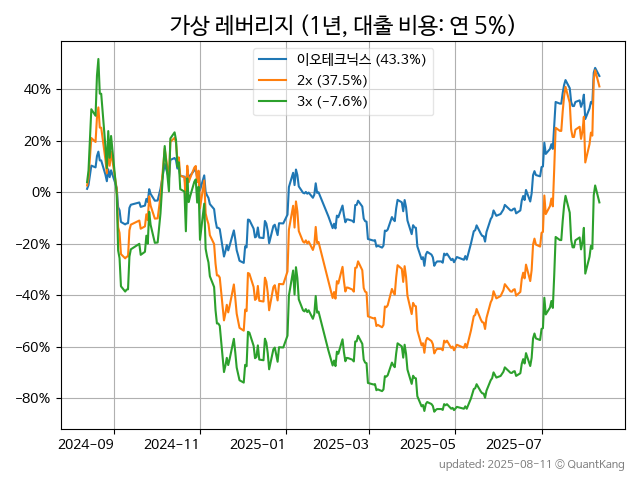 가상 레버리지 (1년, 대출 비용: 연 5%)
이오테크닉스 (43.3%)
2x (37.5%)
3x (−7.6%)
40%
20%
0%
−20%
−40%
−60%
−80%
2024-09 2024-11 2025-01 2025-03 2025-05 2025-07
updated: 2025-08-11 © QuantKang